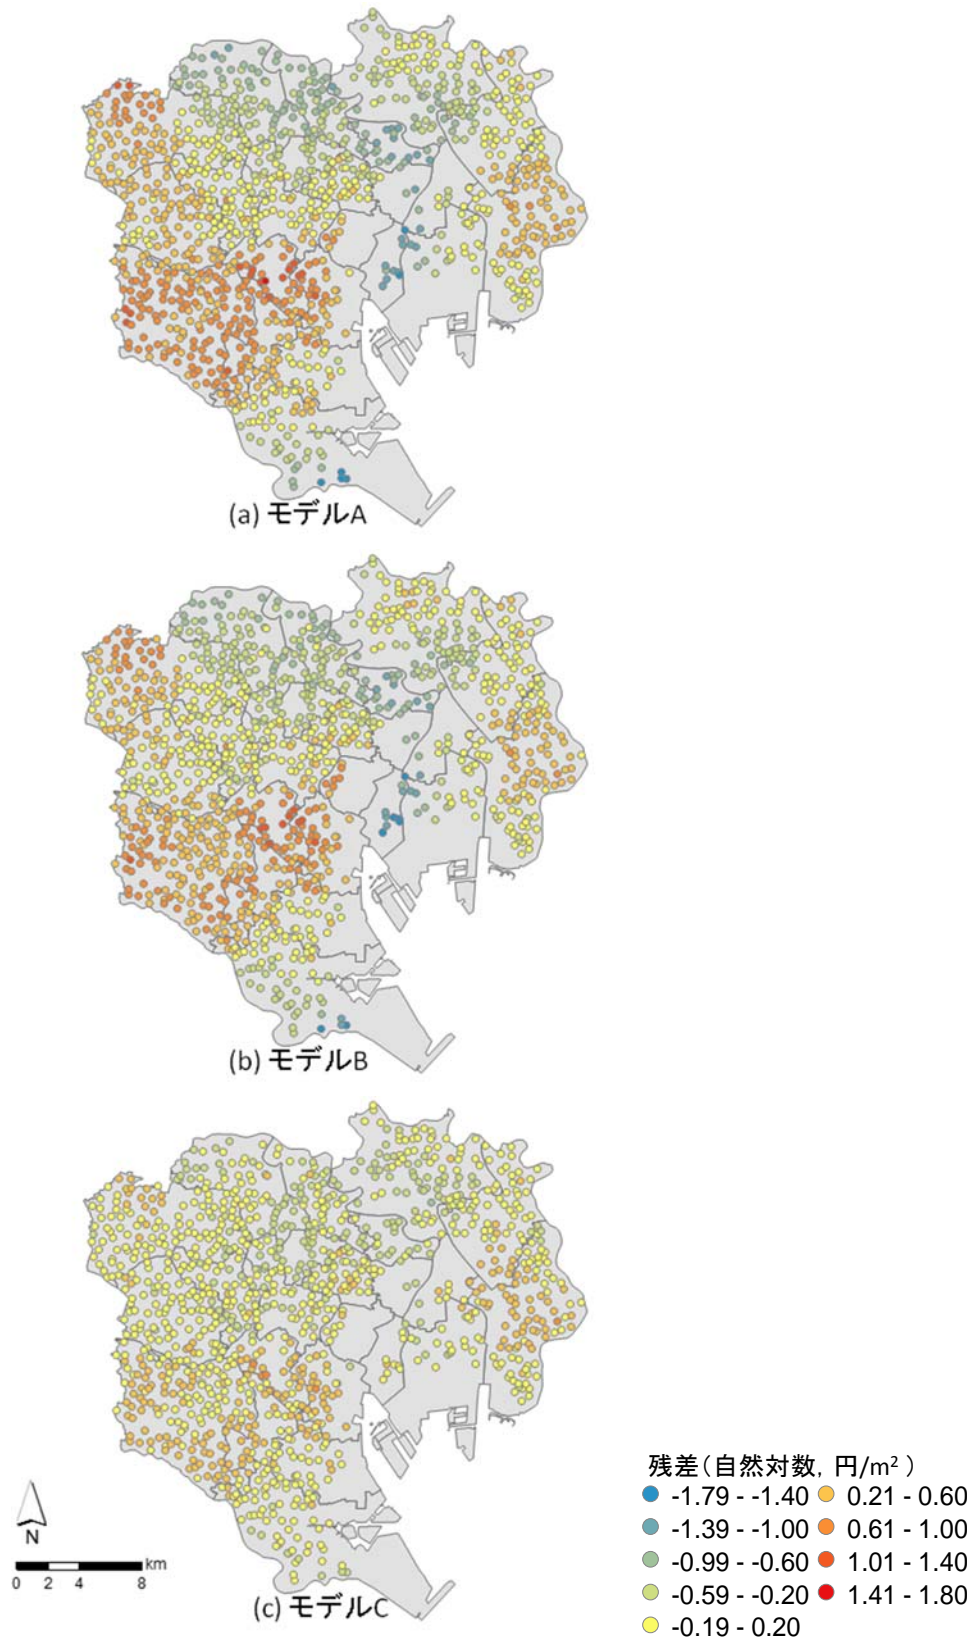 (a) モデルA
(b) モデルB
(c) モデルC
N
km
0 2 4 8
残差(自然対数, 円/m²)
-1.79 - -1.40 0.21 - 0.60
-1.39 - -1.00 0.61 - 1.00
-0.99 - -0.60 1.01 - 1.40
-0.59 - -0.20 1.41 - 1.80
-0.19 - 0.20